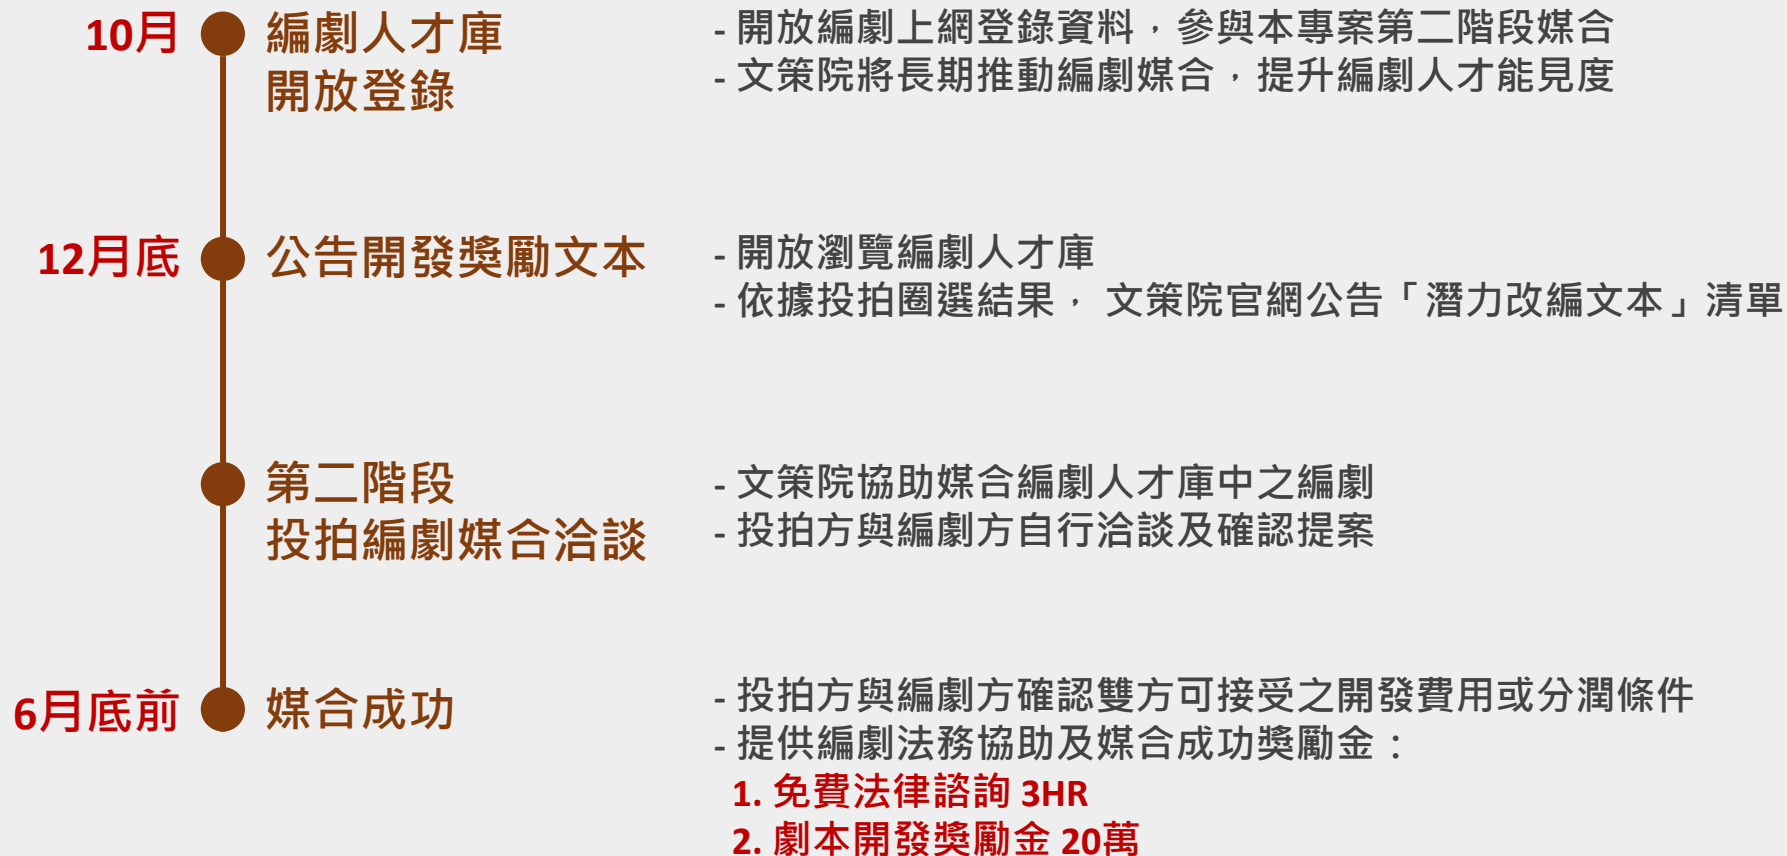 10月
編劇人才庫
開放登錄
- 開放編劇上網登錄資料，參與本專案第二階段媒合
- 文策院將長期推動編劇媒合，提升編劇人才能見度
12月底
公告開發獎勵文本
- 開放瀏覽編劇人才庫
- 依據投拍圈選結果， 文策院官網公告「潛力改編文本」清單
第二階段
投拍編劇媒合洽談
- 文策院協助媒合編劇人才庫中之編劇
- 投拍方與編劇方自行洽談及確認提案
6月底前
媒合成功
- 投拍方與編劇方確認雙方可接受之開發費用或分潤條件
- 提供編劇法務協助及媒合成功獎勵金：
1. 免費法律諮詢 3HR
2. 劇本開發獎勵金 20萬